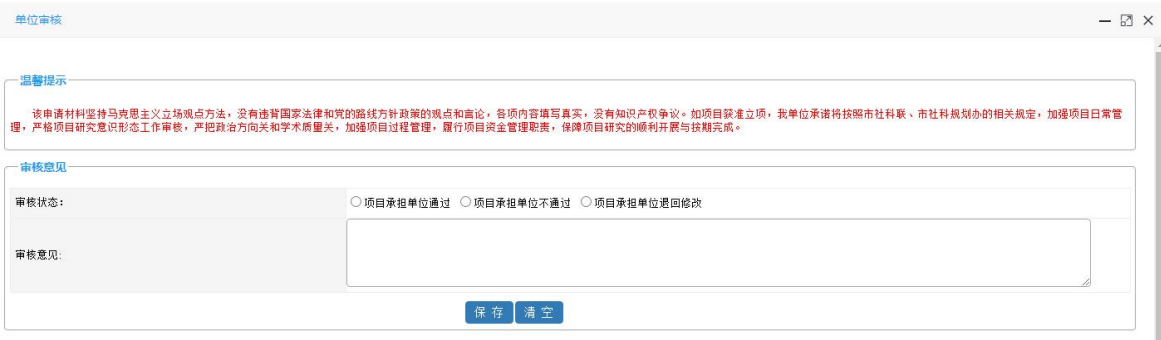 单位审核
温馨提示
该申请材料坚持马克思主义立场观点方法，没有违背国家法律和党的路线方针政策的观点和言论，各项内容填写真实，没有知识产权争议。如项目获准立项，我单位承诺将按照市社科联、市社科规划办的相关规定，加强项目日常管
理，严格项目研究意识形态工作审核，严把政治方向关和学术质量关，加强项目过程管理，履行项目资金管理职责，保障项目研究的顺利开展与按期完成。
审核意见
审核状态：
项目承担单位通过 项目承担单位不通过 项目承担单位退回修改
审核意见:
保 存 清 空